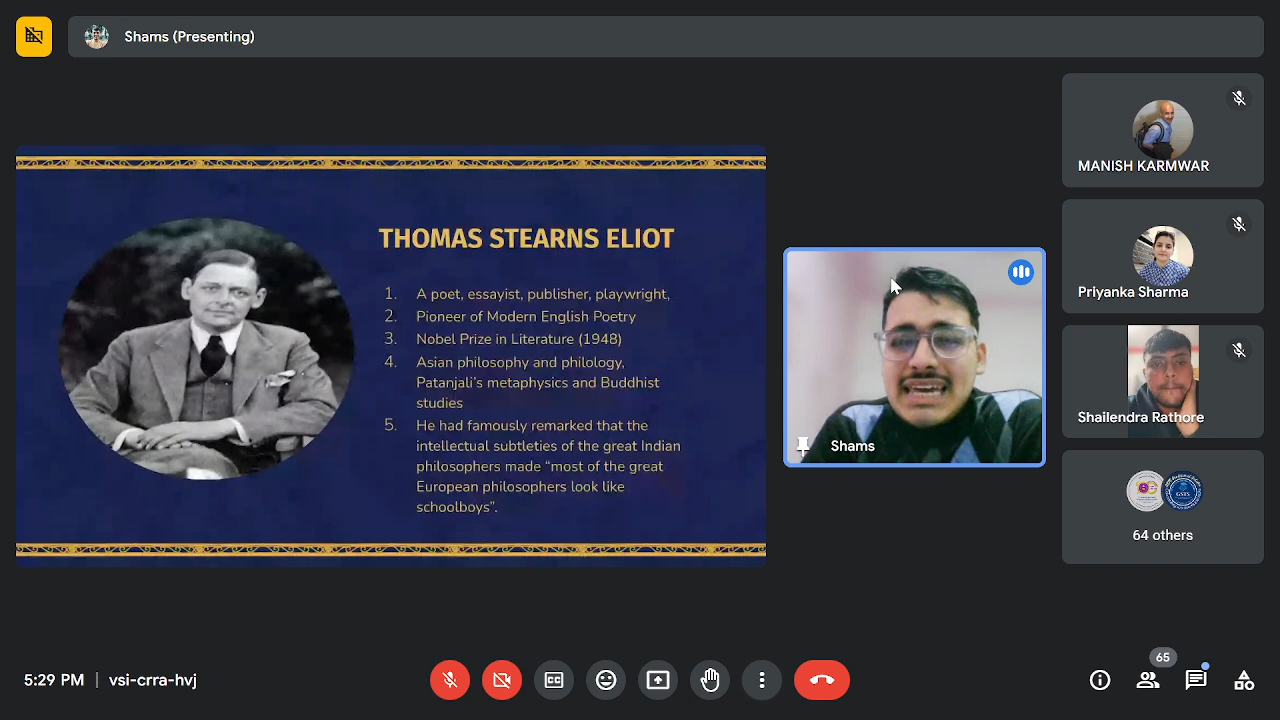 Shams (Presenting)
THOMAS STEARNS ELIOT
1. A poet, essayist, publisher, playwright,
2. Pioneer of Modern English Poetry
3. Nobel Prize in Literature (1948)
4. Asian philosophy and philology,
Patanjali's metaphysics and Buddhist
studies
5. He had famously remarked that the
intellectual subtleties of the great Indian
philosophers made “most of the great
European philosophers look like
schoolboys”.
Shams
MANISH KARMWAR
Priyanka Sharma
Shailendra Rathore
64 others
5:29 PM | vsi-crra-hvj
CC
65